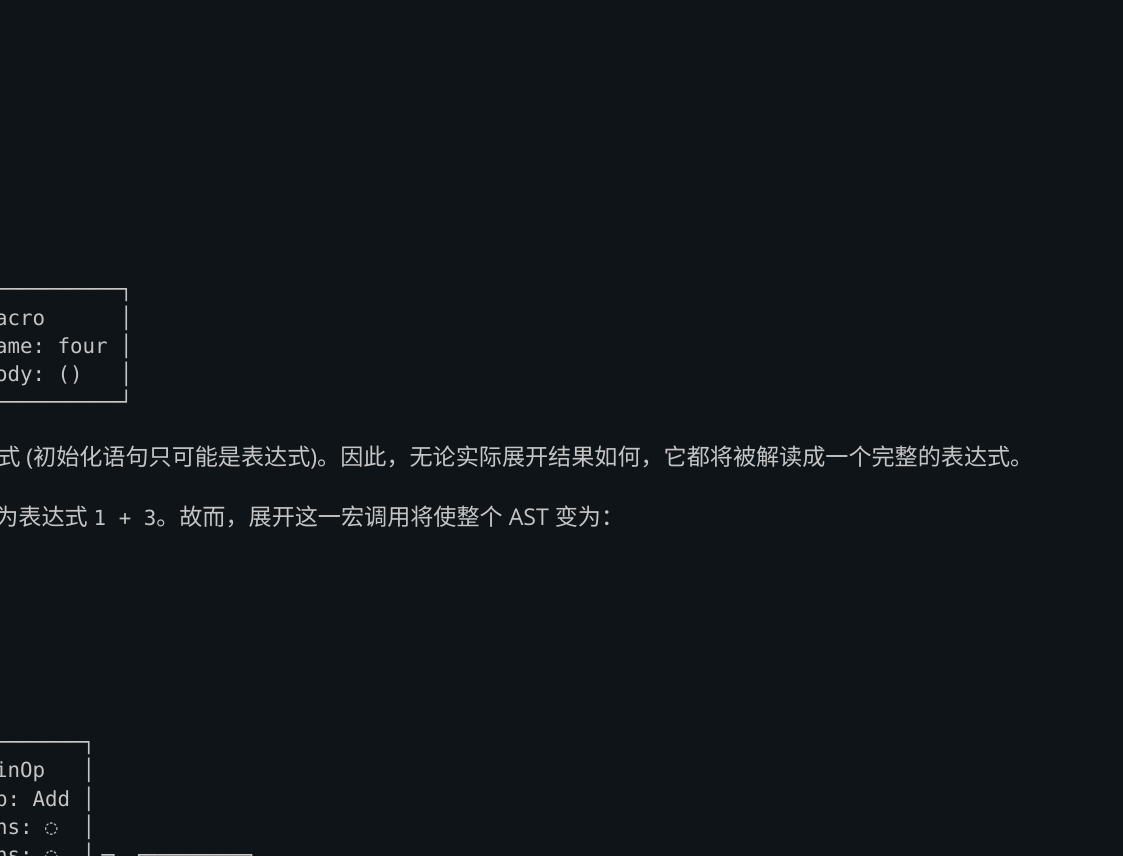 acro
ame: four
ody: ()
式 (初始化语句只可能是表达式)。因此，无论实际展开结果如何，它都将被解读成一个完整的表达式。
为表达式 1 + 3。故而，展开这一宏调用将使整个 AST 变为：
inOp
p: Add
hs: ◌
hs: ◌